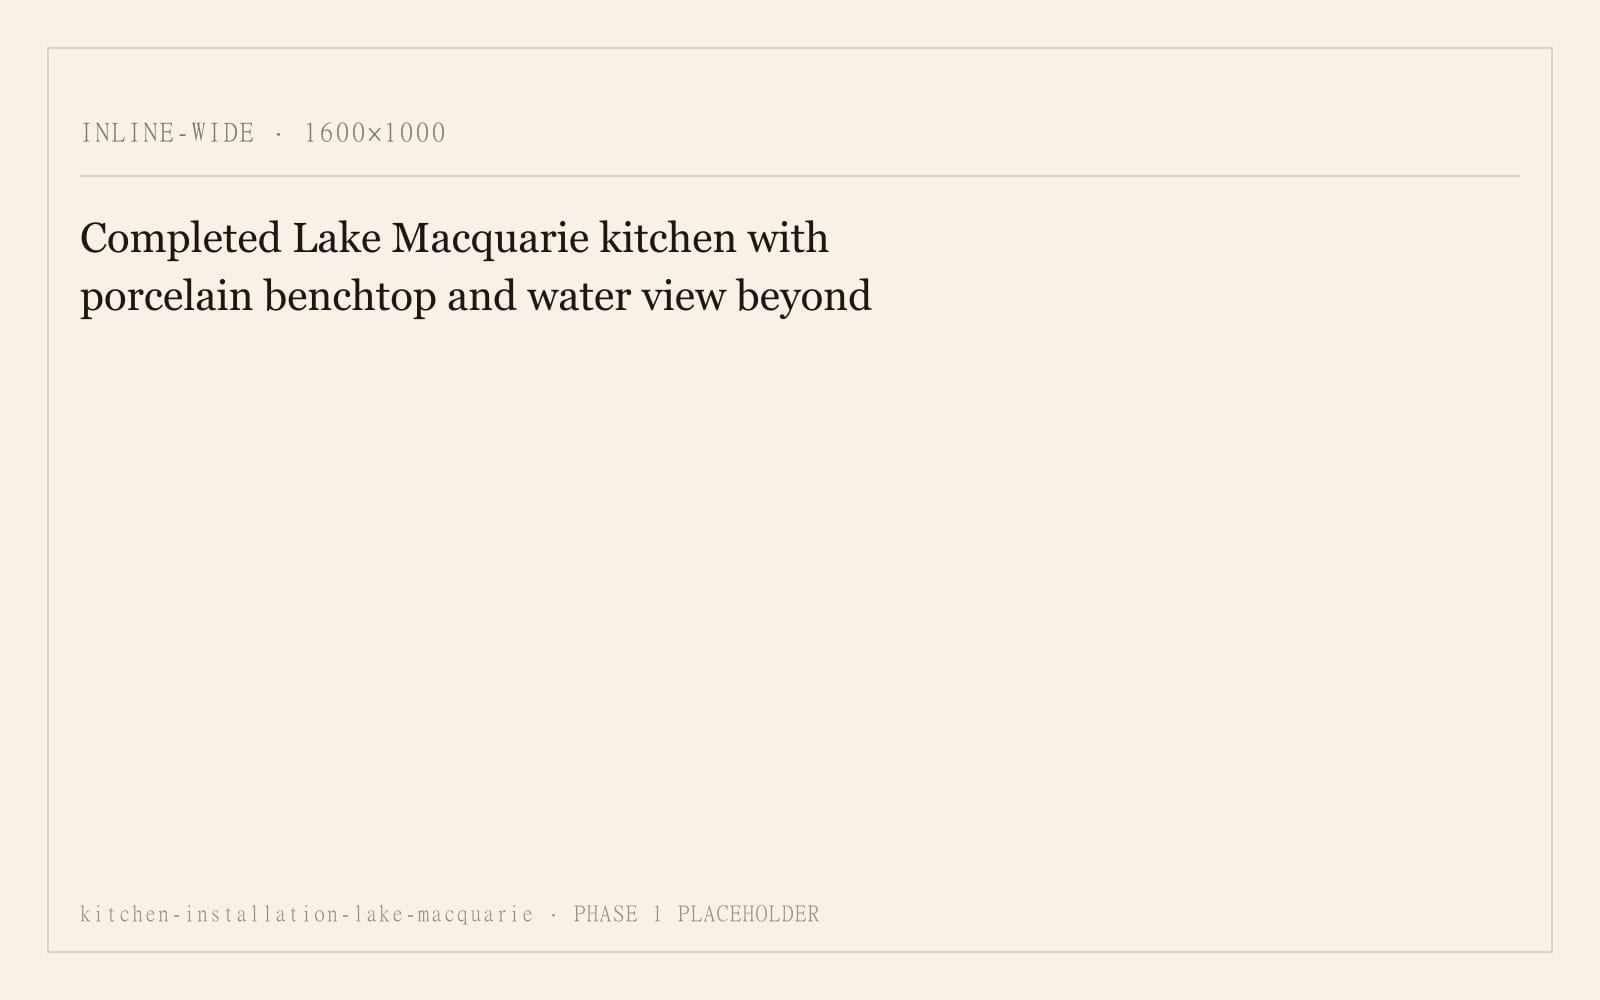 INLINE-WIDE · 1600×1000
Completed Lake Macquarie kitchen with
porcelain benchtop and water view beyond
kitchen-installation-lake-macquarie · PHASE 1 PLACEHOLDER